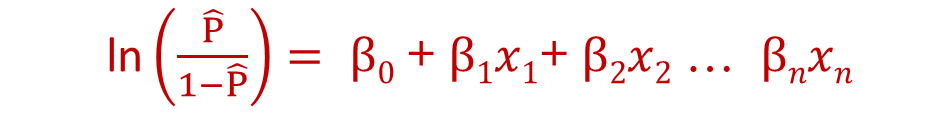 ln(P̂/1−P̂) = β₀ + β₁x₁+ β₂x₂ … βₙxₙ